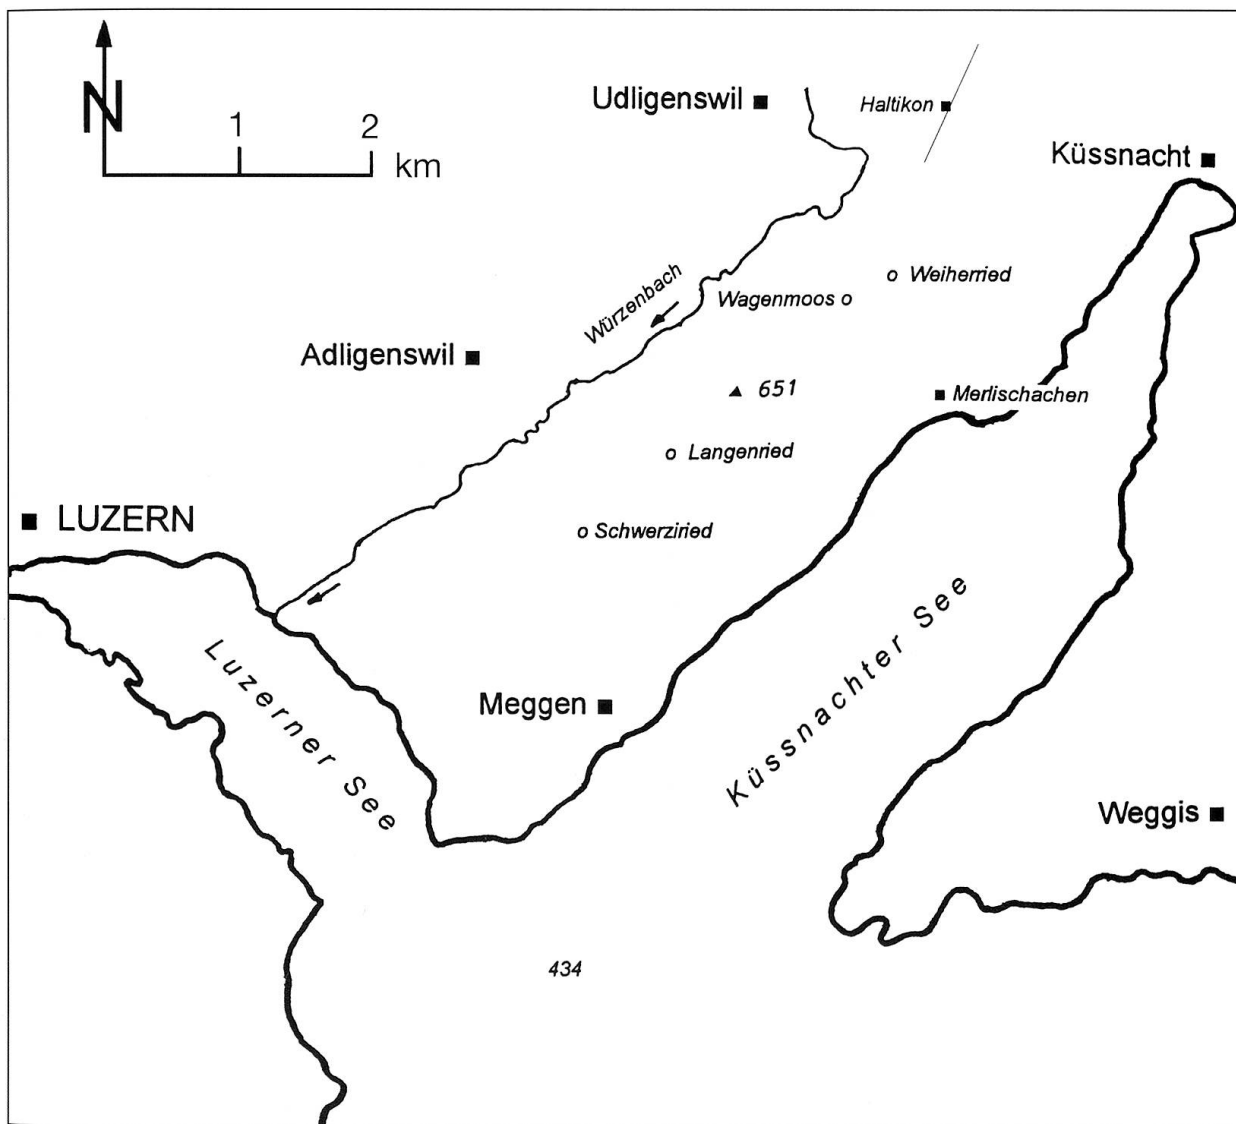 N
1 2
km
Udligenswil
Haltikon
Küssnacht
Weiherried
Wagenmoos
Würzenbach
Adligenswil
651
Merlischachen
Langenried
LUZERN
Schwerziried
Luzerner See
Meggen
Küssnachter See
Weggis
434